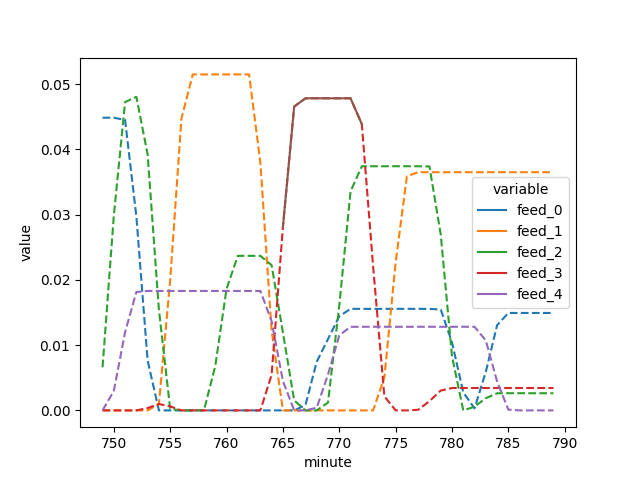 0.05
0.04
0.03
0.02
0.01
0.00
value
variable
feed_0
feed_1
feed_2
feed_3
feed_4
750 755 760 765 770 775 780 785 790
minute